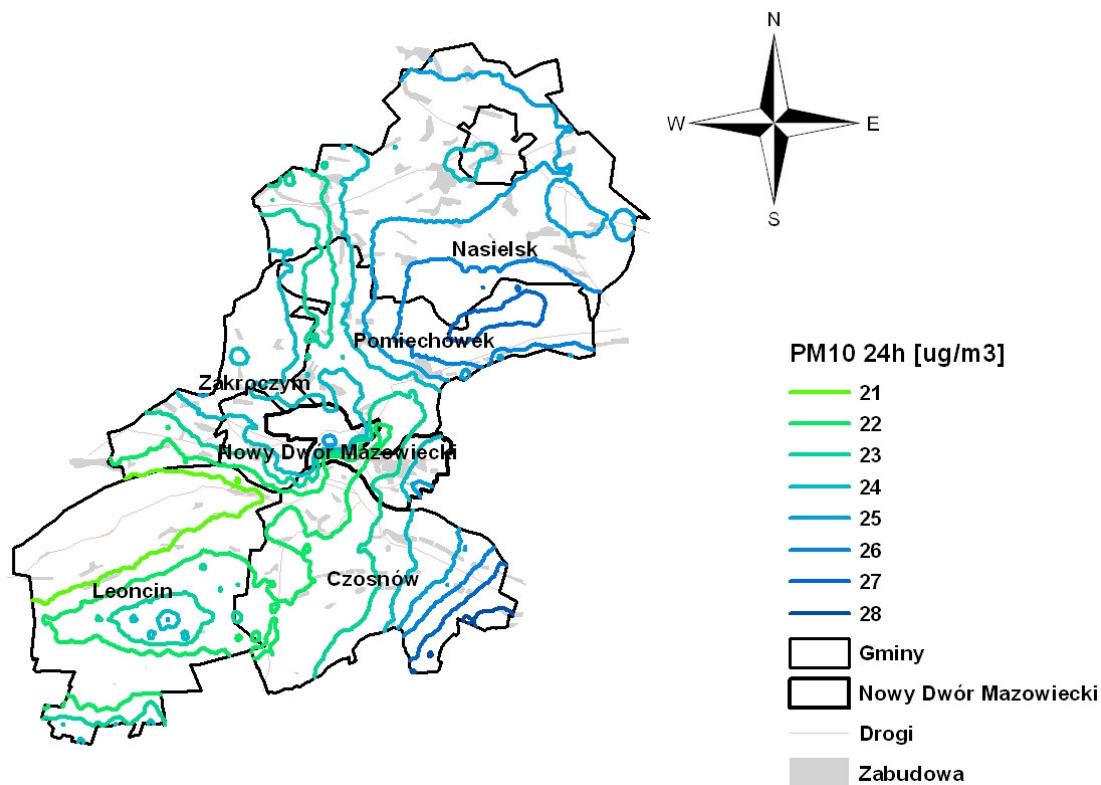 N
W
E
S
Nasielsk
Pomiechówek
Zakroczym
Nowy Dwór Mazowiecki
Czosnów
Leoncin
PM10 24h [ug/m3]
21
22
23
24
25
26
27
28
Gminy
Nowy Dwór Mazowiecki
Drogi
Zabudowa